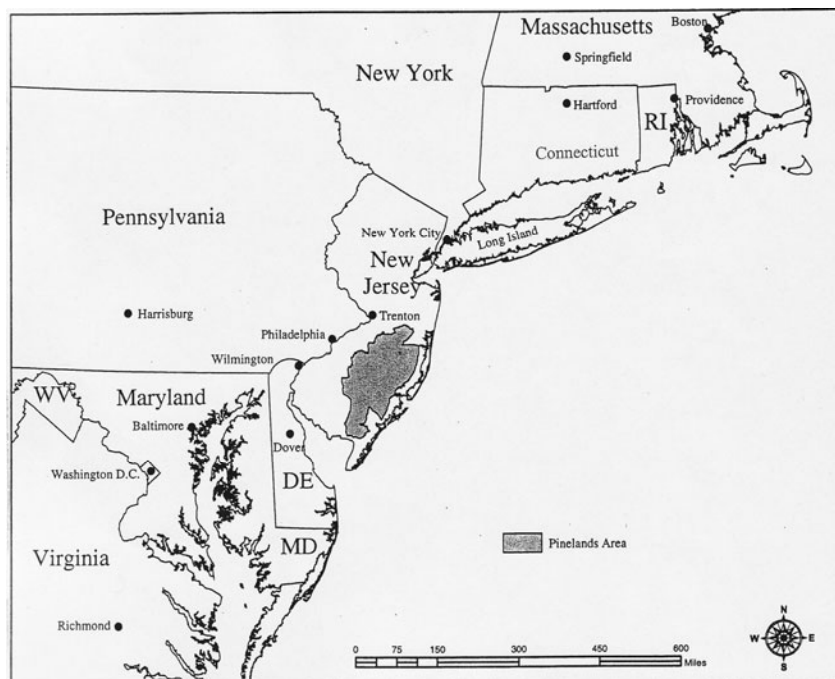 Massachusetts
Boston
Springfield
New York
Hartford
Providence
RI
Connecticut
Pennsylvania
New York City
Long Island
New
Jersey
Harrisburg
Trenton
Philadelphia
Wilmington
WV
Maryland
Baltimore
Dover
Washington D.C.
DE
MD
Pinelands Area
Virginia
Richmond
N
W E
S
0 75 150 300 450 600
Miles